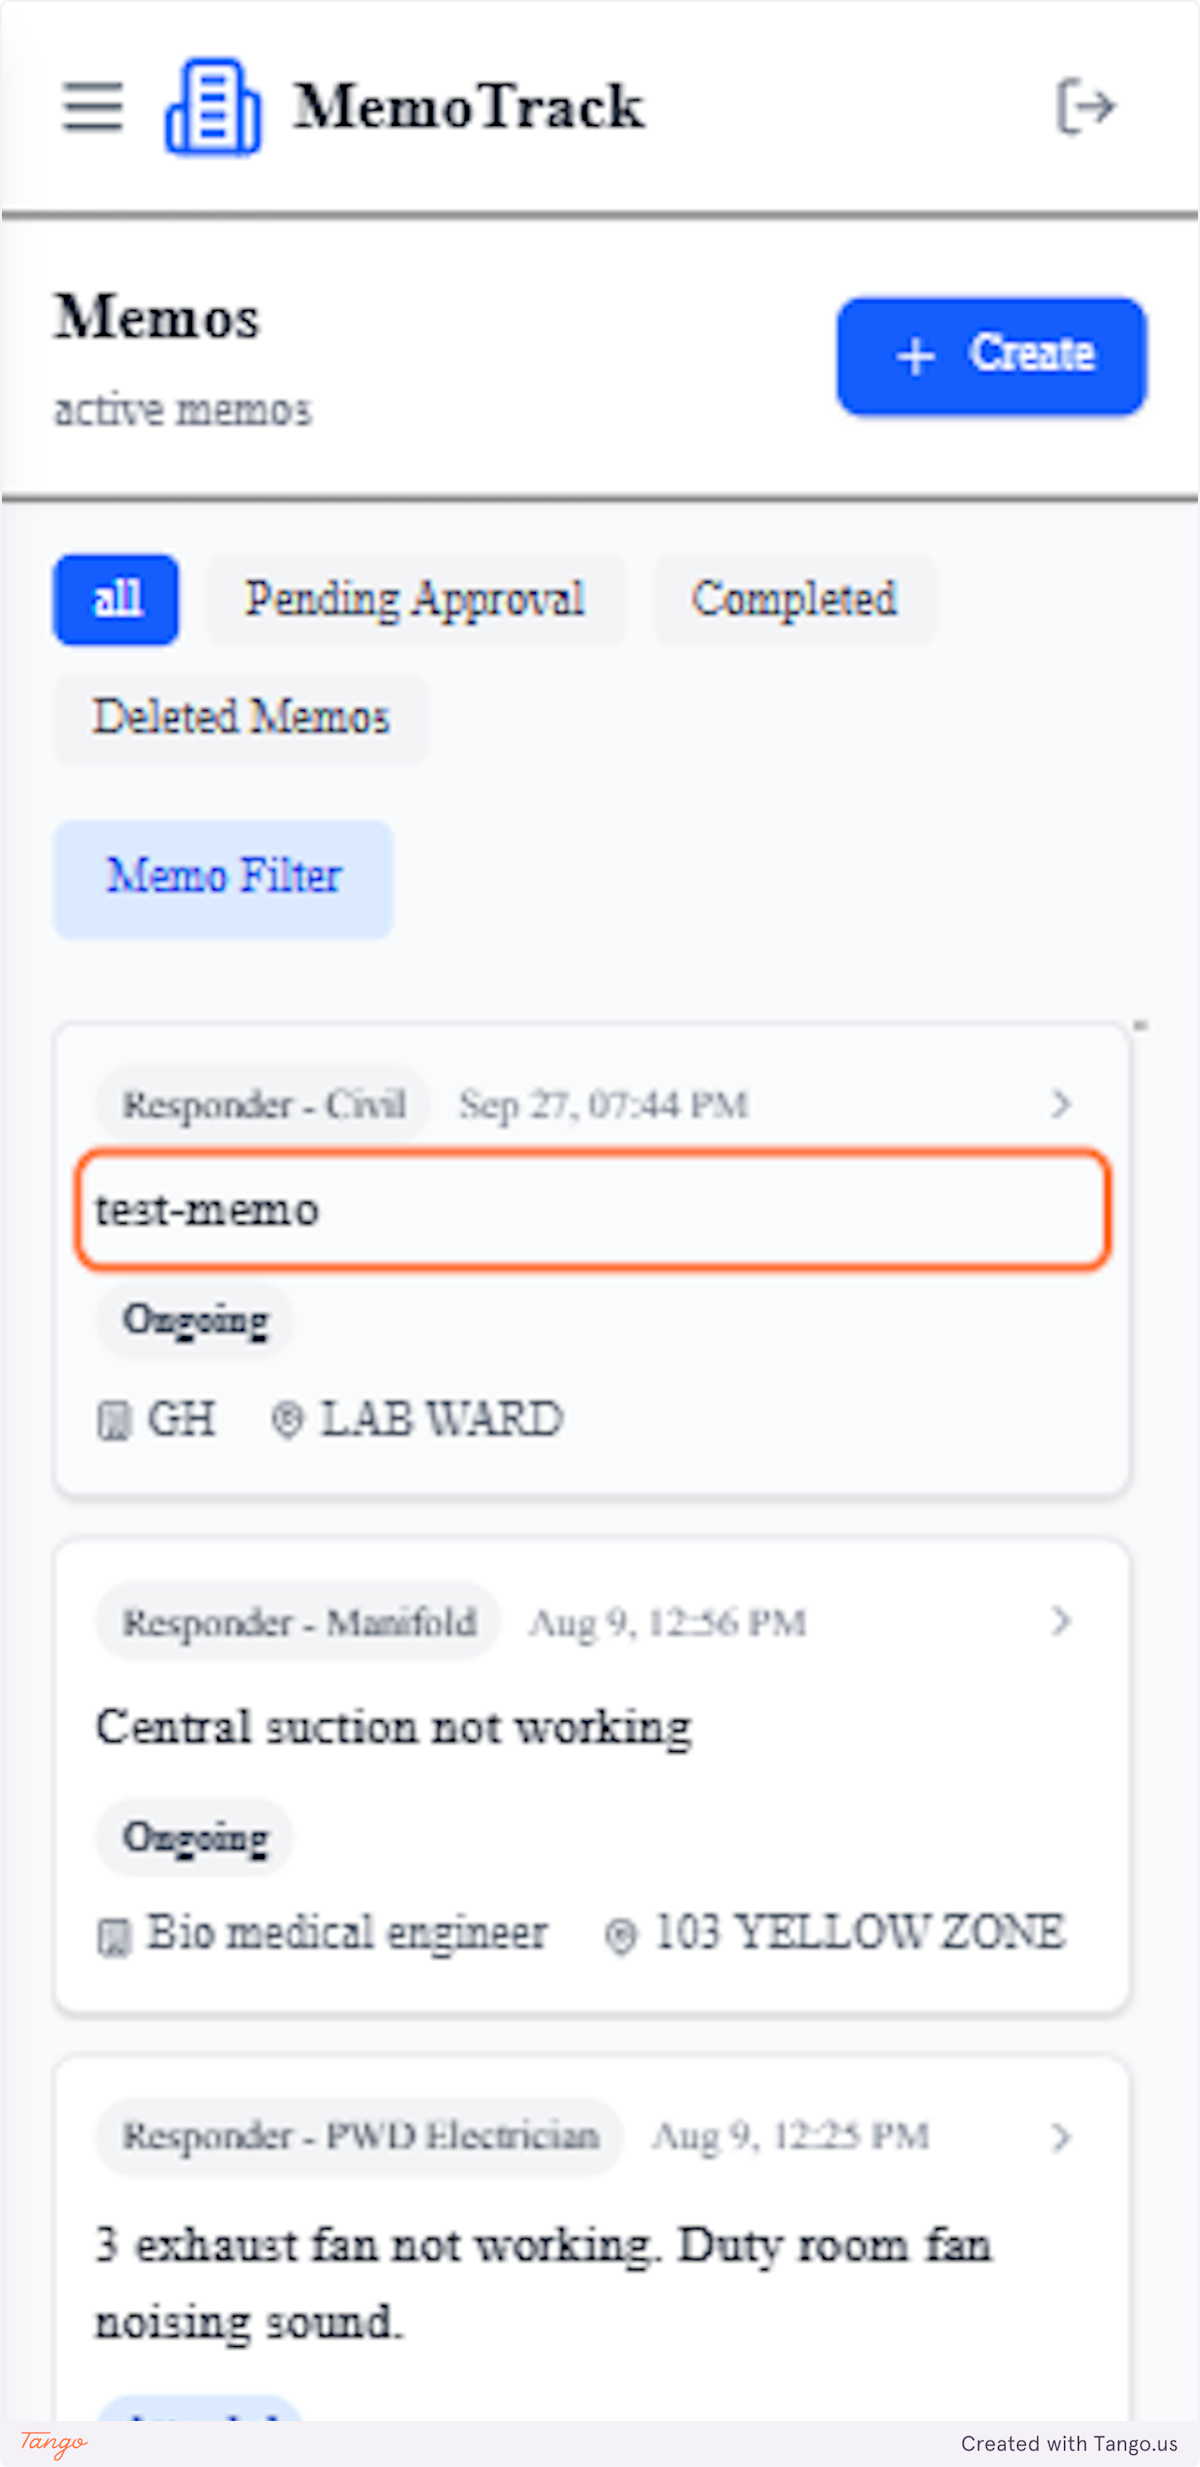 MemoTrack
Memos
active memos
+ Create
all
Pending Approval
Completed
Deleted Memos
Memo Filter
Responder - Civil
Sep 27, 07:44 PM
test-memo
Ongoing
GH
LAB WARD
Responder - Manifold
Aug 9, 12:56 PM
Central suction not working
Ongoing
Bio medical engineer
103 YELLOW ZONE
Responder - PWD Electrician
Aug 9, 12:25 PM
3 exhaust fan not working. Duty room fan
noising sound.
Tango
Created with Tango.us